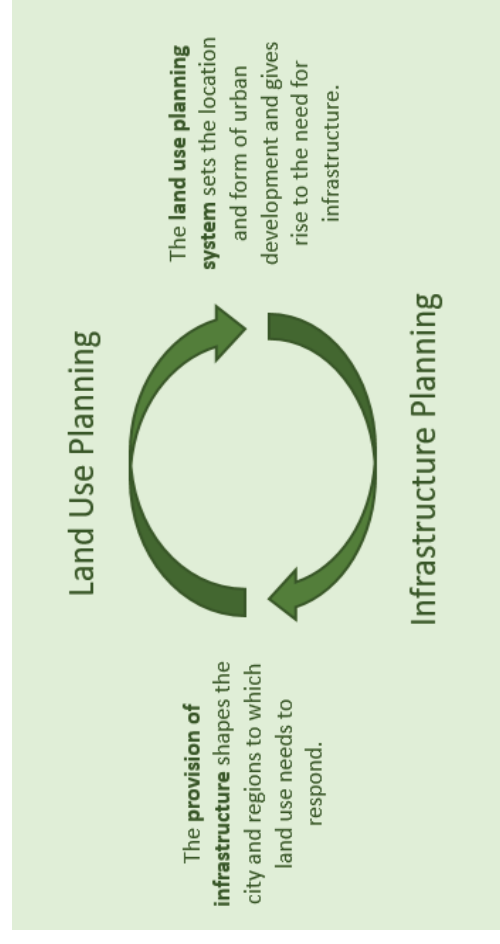 Land Use Planning
The provision of
infrastructure shapes the
city and regions to which
land use needs to
respond.
The land use planning
system sets the location
and form of urban
development and gives
rise to the need for
infrastructure.
Infrastructure Planning